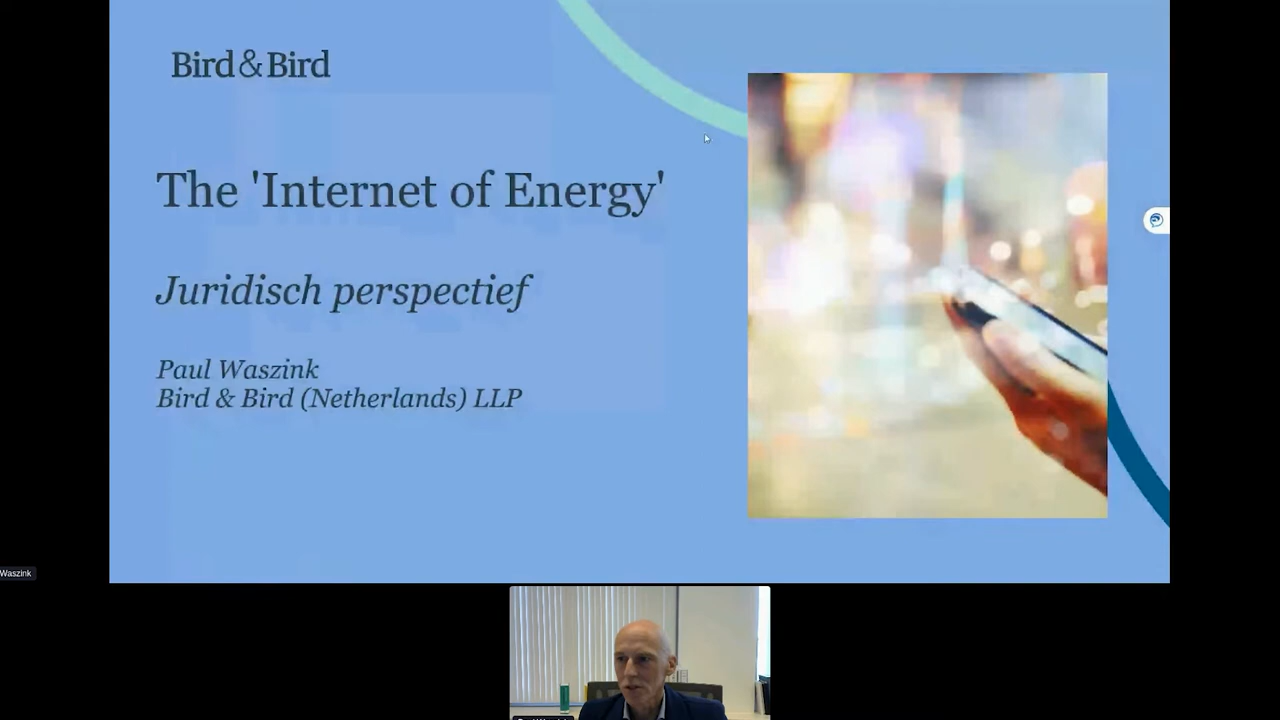 Bird & Bird
The 'Internet of Energy'
Juridisch perspectief
Paul Waszink
Bird & Bird (Netherlands) LLP
Waszink